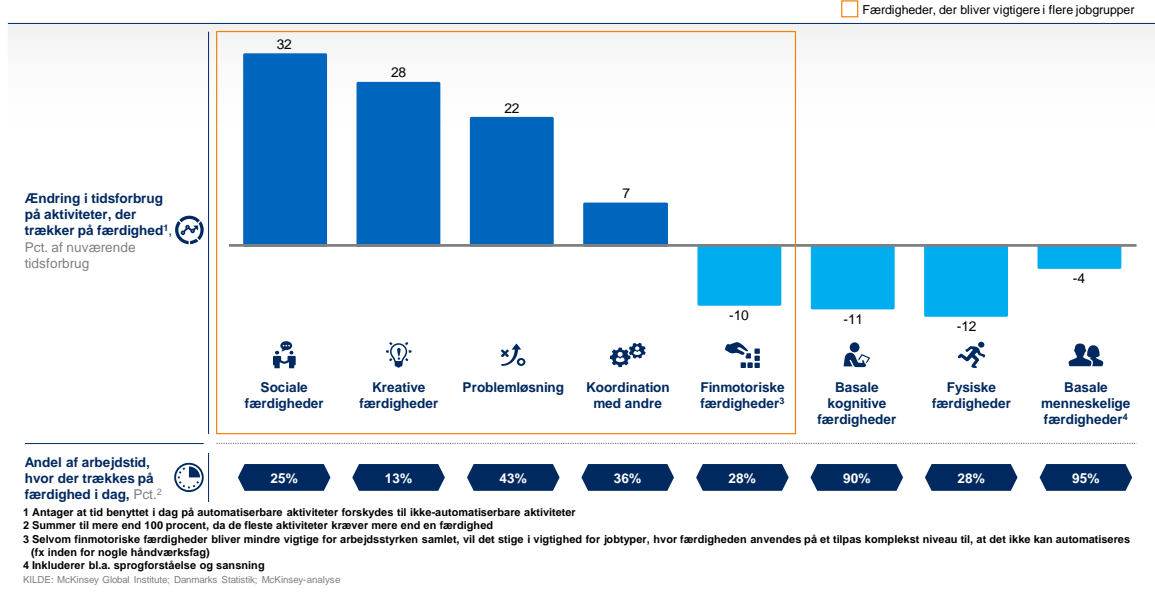 Færdigheder, der bliver vigtigere i flere jobgrupper
Ændring i tidsforbrug
på aktiviteter, der
trækker på færdighed¹,
Pct. af nuværende
tidsforbrug
32
28
22
7
-10
-11
-12
-4
Sociale
færdigheder
Kreative
færdigheder
Problemløsning
Koordination
med andre
Finmotoriske
færdigheder³
Basale
kognitive
færdigheder
Fysiske
færdigheder
Basale
menneskelige
færdigheder⁴
Andel af arbejdstid,
hvor der trækkes på
færdighed i dag, Pct.²
25%
13%
43%
36%
28%
90%
28%
95%
1 Antager at tid benyttet i dag på automatiserbare aktiviteter forskydes til ikke-automatiserbare aktiviteter
2 Summer til mere end 100 procent, da de fleste aktiviteter kræver mere end en færdighed
3 Selvom finmotoriske færdigheder bliver mindre vigtige for arbejdsstyrken samlet, vil det stige i vigtighed for jobtyper, hvor færdigheden anvendes på et tilpas komplekst niveau til, at det ikke kan automatiseres
(fx inden for nogle håndværksfag)
4 Inkluderer bl.a. sprogforståelse og sansning
KILDE: McKinsey Global Institute; Danmarks Statistik; McKinsey-analyse